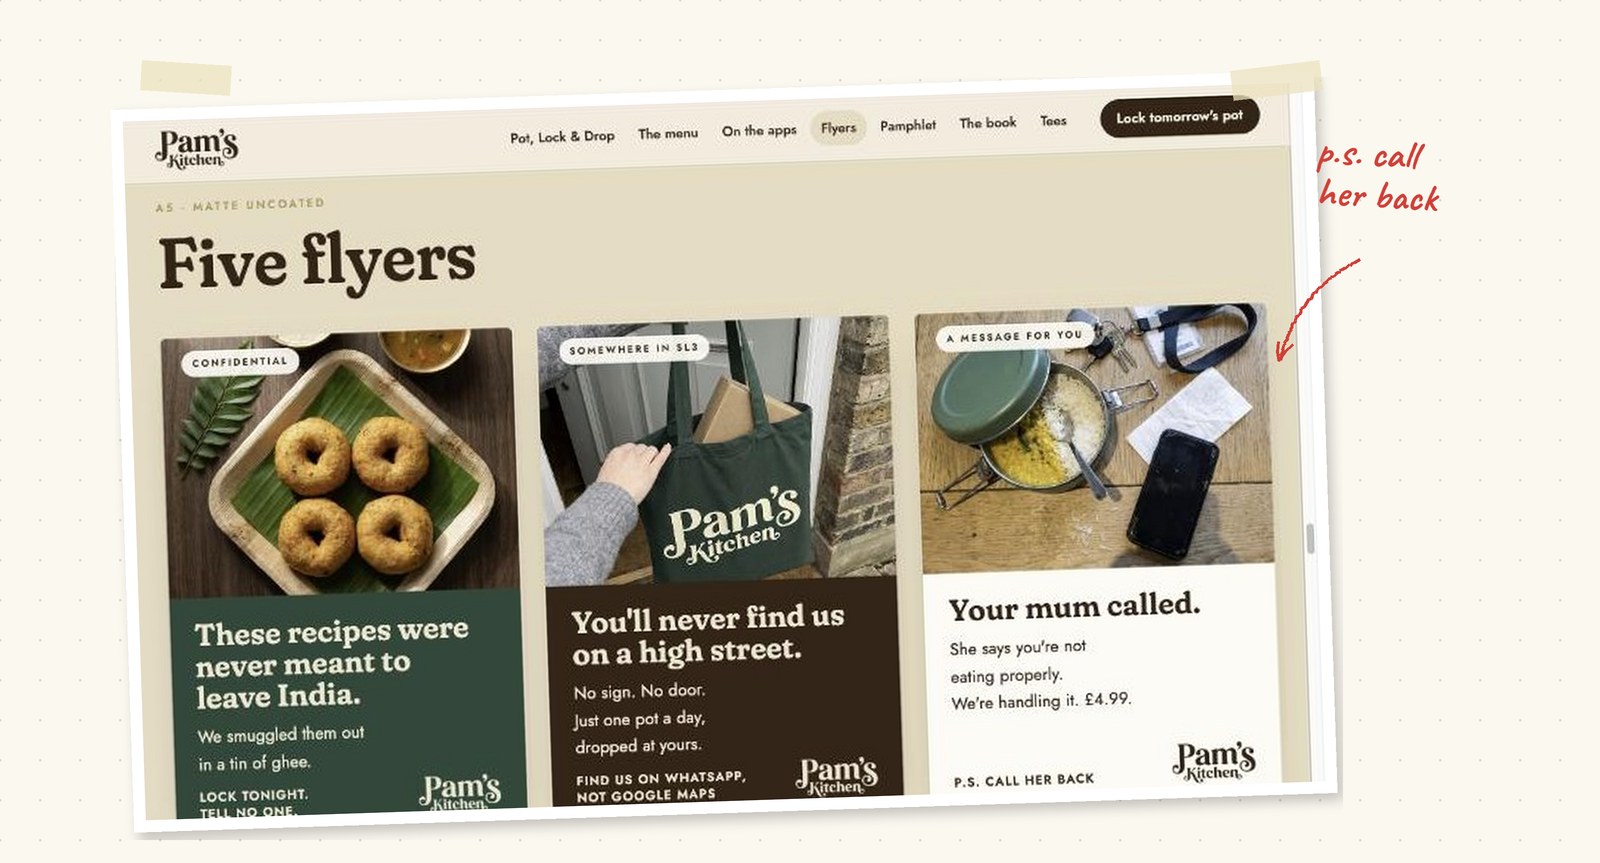 Pam's
Kitchen
Pot, Lock & Drop
The menu
On the apps
Flyers
Pamphlet
The book
Tees
Lock tomorrow's pot
A5 - MATTE UNCOATED
Five flyers
CONFIDENTIAL
These recipes were
never meant to
leave India.
We smuggled them out
in a tin of ghee.
LOCK TONIGHT.
TELL NO ONE.
Pam's
Kitchen
SOMEWHERE IN SL3
Pam's
Kitchen
You'll never find us
on a high street.
No sign. No door.
Just one pot a day,
dropped at yours.
FIND US ON WHATSAPP,
NOT GOOGLE MAPS
Pam's
Kitchen
A MESSAGE FOR YOU
Your mum called.
She says you're not
eating properly.
We're handling it. £4.99.
P.S. CALL HER BACK
Pam's
Kitchen
p.s. call
her back